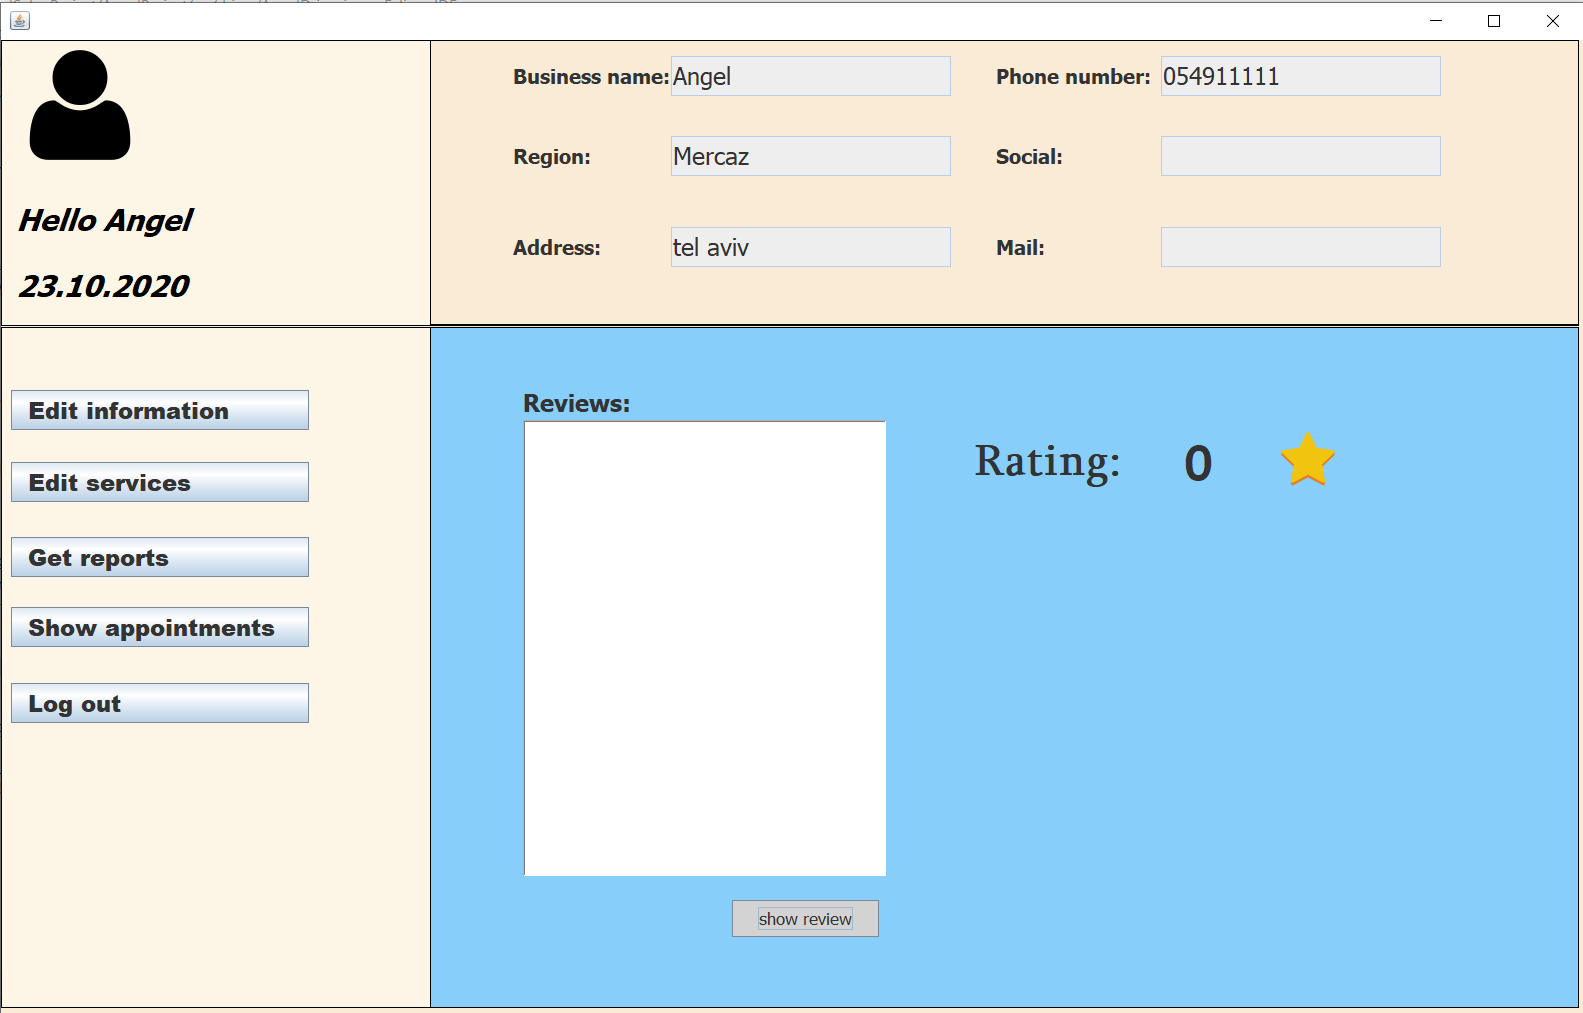 Business name: Angel Phone number: 054911111
Region: Mercaz Social:
Hello Angel
Address: tel aviv Mail:
23.10.2020
Edit information
Edit services
Get reports
Show appointments
Log out
Reviews:
Rating: 0
show review